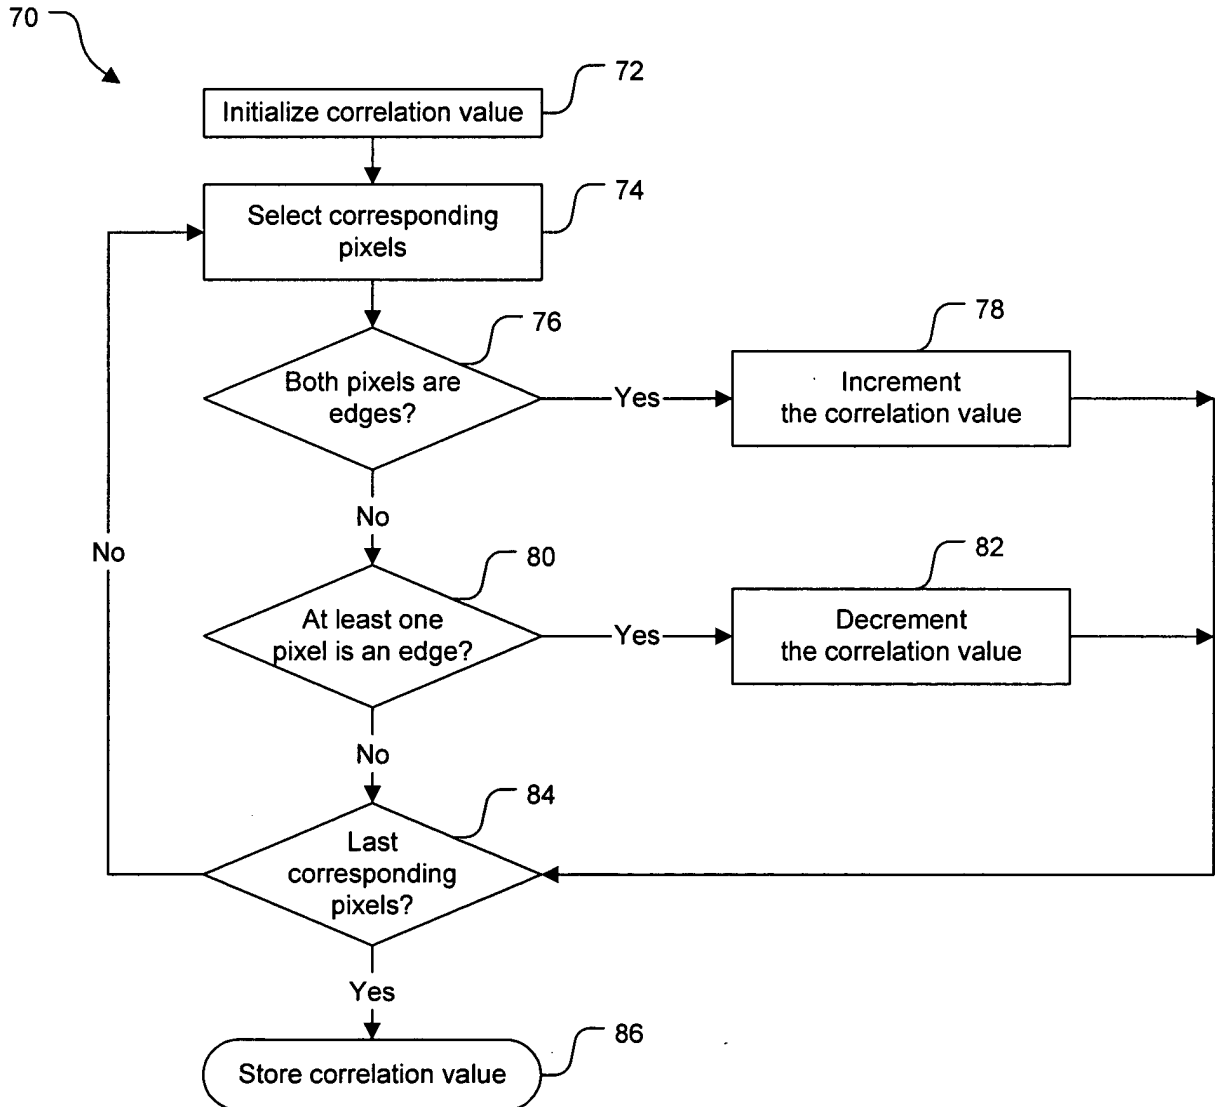 70
72
Initialize correlation value
74
Select corresponding
pixels
76
Both pixels are
edges?
Yes
78
Increment
the correlation value
No
No
80
At least one
pixel is an edge?
Yes
82
Decrement
the correlation value
No
84
Last
corresponding
pixels?
Yes
86
Store correlation value